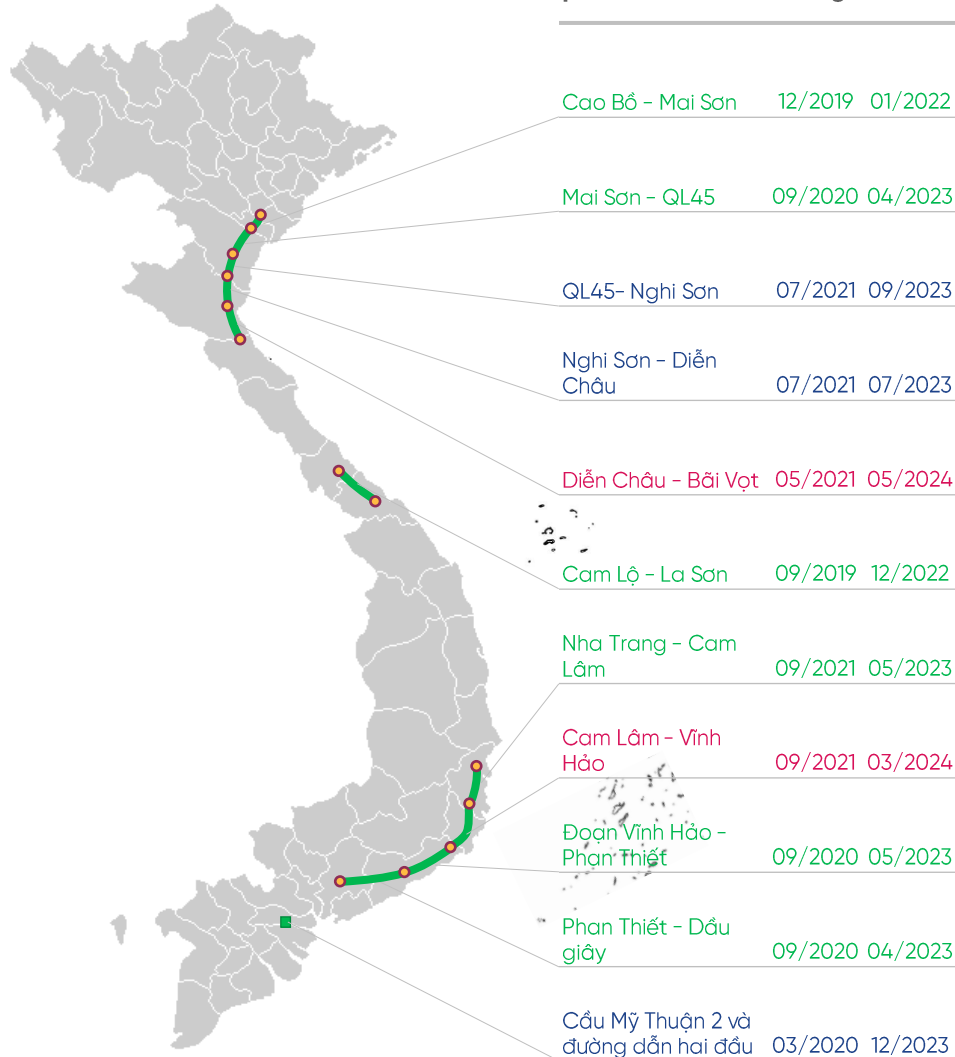 Cao Bồ - Mai Sơn 12/2019 01/2022
Mai Sơn - QL45 09/2020 04/2023
QL45- Nghi Sơn 07/2021 09/2023
Nghi Sơn - Diễn
Châu 07/2021 07/2023
Diễn Châu - Bãi Vọt 05/2021 05/2024
Cam Lộ - La Sơn 09/2019 12/2022
Nha Trang - Cam
Lâm 09/2021 05/2023
Cam Lâm - Vĩnh
Hảo 09/2021 03/2024
Đoạn Vĩnh Hảo -
Phan Thiết 09/2020 05/2023
Phan Thiết - Dầu
giây 09/2020 04/2023
Cầu Mỹ Thuận 2 và
đường dẫn hai đầu 03/2020 12/2023